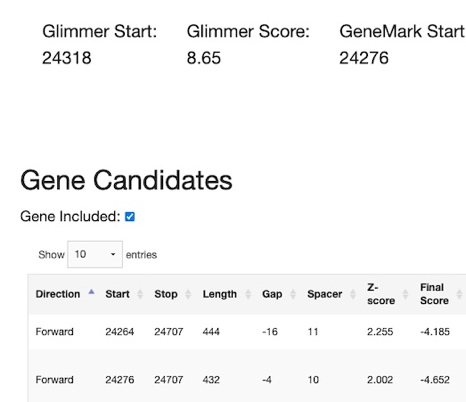 Glimmer Start: Glimmer Score: GeneMark Start
24318 8.65 24276
Gene Candidates
Gene Included:
Show 10 entries
Direction Start Stop Length Gap Spacer Z-score Final Score
Forward 24264 24707 444 -16 11 2.255 -4.185
Forward 24276 24707 432 -4 10 2.002 -4.652